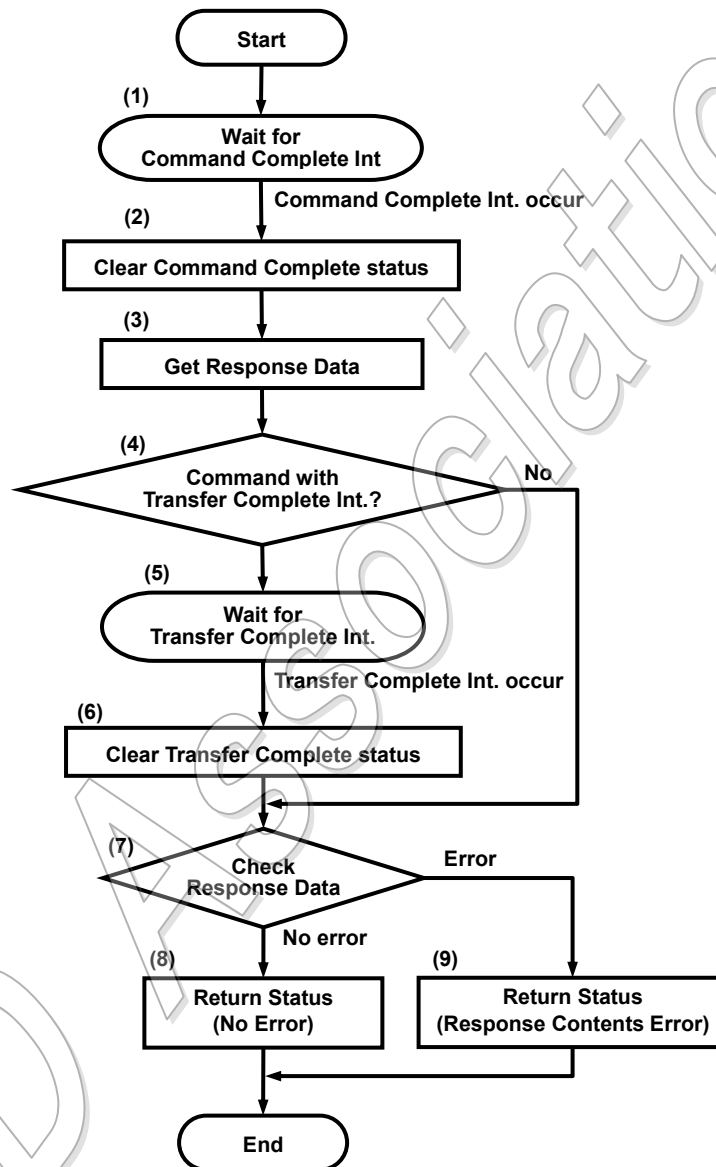 Start
(1)
Wait for
Command Complete Int
Command Complete Int. occur
(2)
Clear Command Complete status
(3)
Get Response Data
(4)
Command with
Transfer Complete Int.?
No
(5)
Wait for
Transfer Complete Int.
Transfer Complete Int. occur
(6)
Clear Transfer Complete status
(7)
Check
Response Data
Error
No error
(8)
Return Status
(No Error)
(9)
Return Status
(Response Contents Error)
End
D Associatio